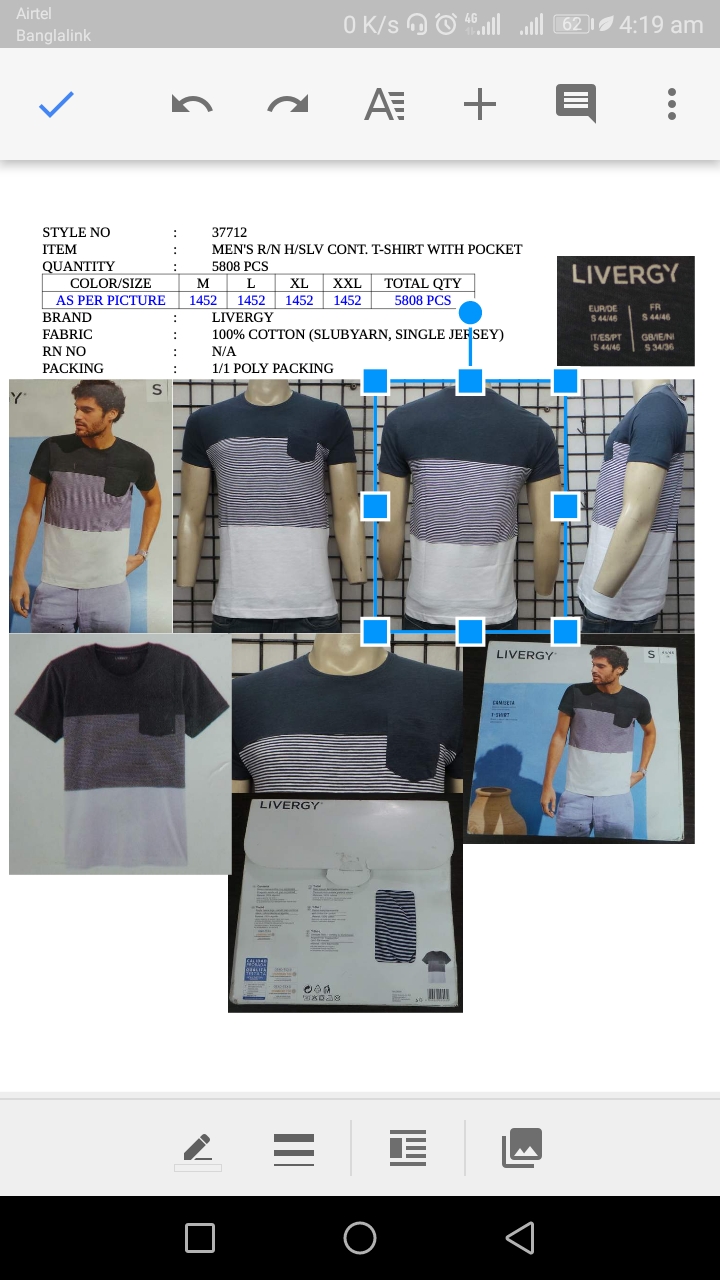 Airtel
Banglalink
0 K/s 4G 62 4:19 am
STYLE NO : 37712
ITEM : MEN'S R/N H/SLV CONT. T-SHIRT WITH POCKET
QUANTITY : 5808 PCS
COLOR/SIZE M L XL XXL TOTAL QTY
AS PER PICTURE 1452 1452 1452 1452 5808 PCS
BRAND : LIVERGY
FABRIC : 100% COTTON (SLUBYARN, SINGLE JERSEY)
RN NO : N/A
PACKING : 1/1 POLY PACKING
LIVERGY
EUR/DE FR
S 44/46 S 44/46
IT/ES/PT GB/IE/NI
S 44/46 S 34/36
Y S
LIVERGY S
CAMISETA
T-SHIRT
LIVERGY
CALIDAD